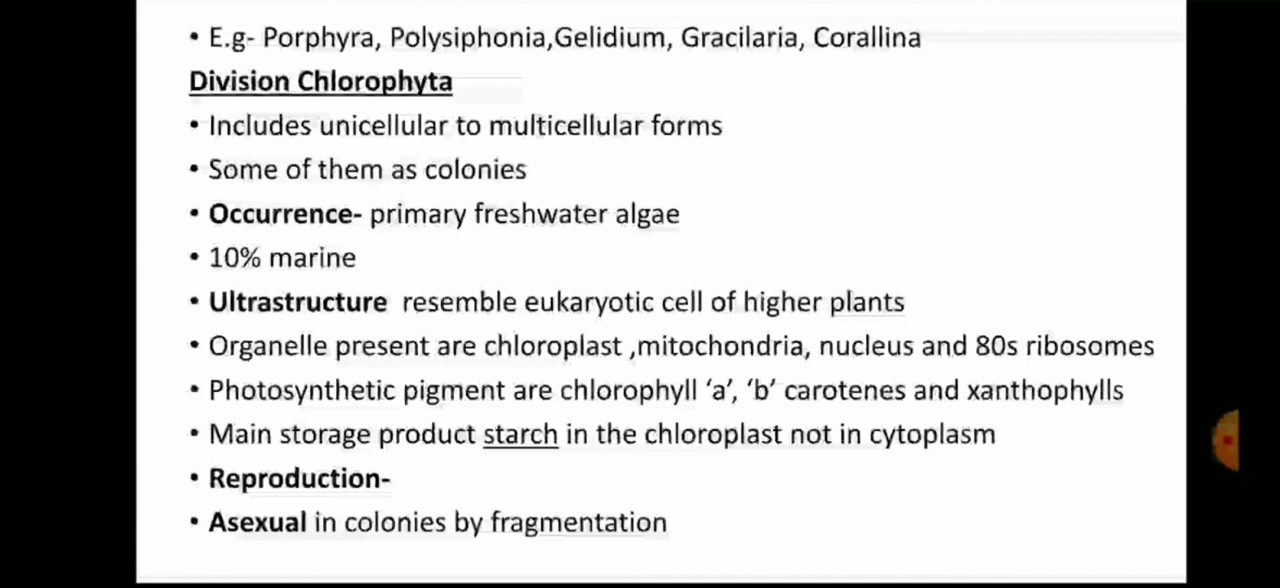 • E.g- Porphyra, Polysiphonia,Gelidium, Gracilaria, Corallina
Division Chlorophyta
• Includes unicellular to multicellular forms
• Some of them as colonies
• Occurrence- primary freshwater algae
• 10% marine
• Ultrastructure resemble eukaryotic cell of higher plants
• Organelle present are chloroplast ,mitochondria, nucleus and 80s ribosomes
• Photosynthetic pigment are chlorophyll ‘a’, ‘b’ carotenes and xanthophylls
• Main storage product starch in the chloroplast not in cytoplasm
• Reproduction-
• Asexual in colonies by fragmentation